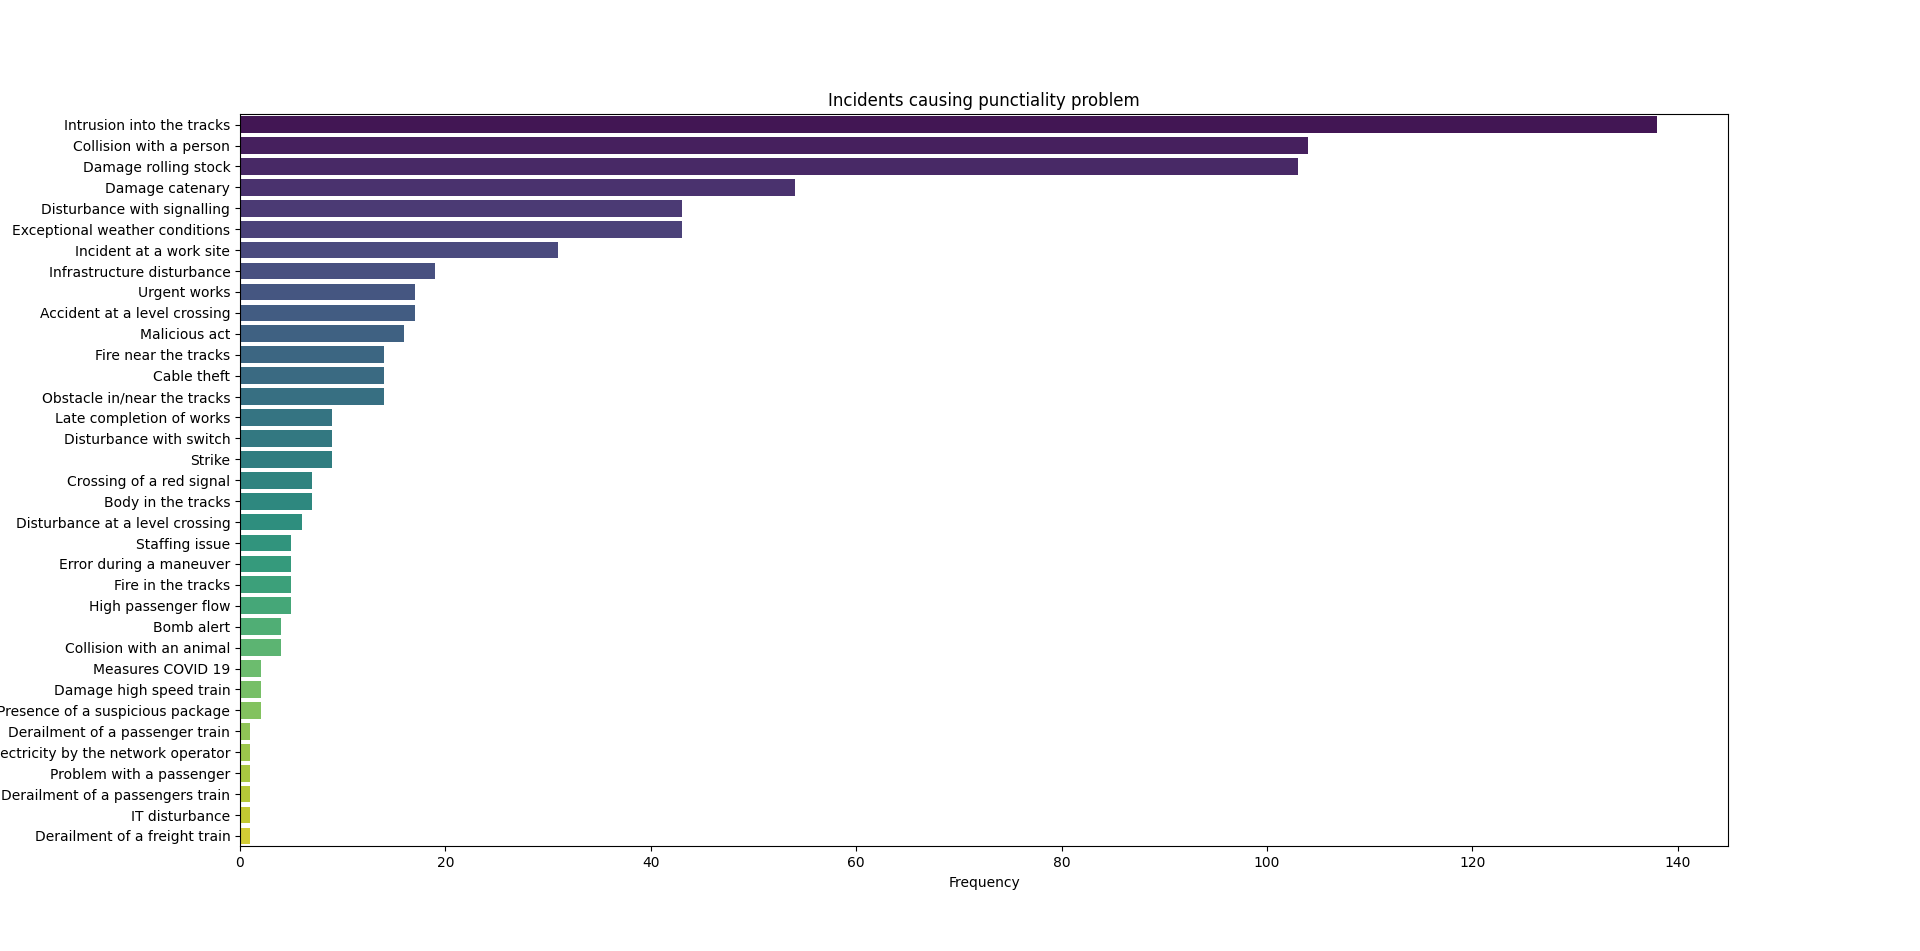 Incidents causing punctiality problem
Intrusion into the tracks
Collision with a person
Damage rolling stock
Damage catenary
Disturbance with signalling
Exceptional weather conditions
Incident at a work site
Infrastructure disturbance
Urgent works
Accident at a level crossing
Malicious act
Fire near the tracks
Cable theft
Obstacle in/near the tracks
Late completion of works
Disturbance with switch
Strike
Crossing of a red signal
Body in the tracks
Disturbance at a level crossing
Staffing issue
Error during a maneuver
Fire in the tracks
High passenger flow
Bomb alert
Collision with an animal
Measures COVID 19
Damage high speed train
Presence of a suspicious package
Derailment of a passenger train
ectricity by the network operator
Problem with a passenger
Derailment of a passengers train
IT disturbance
Derailment of a freight train
0 20 40 60 80 100 120 140
Frequency